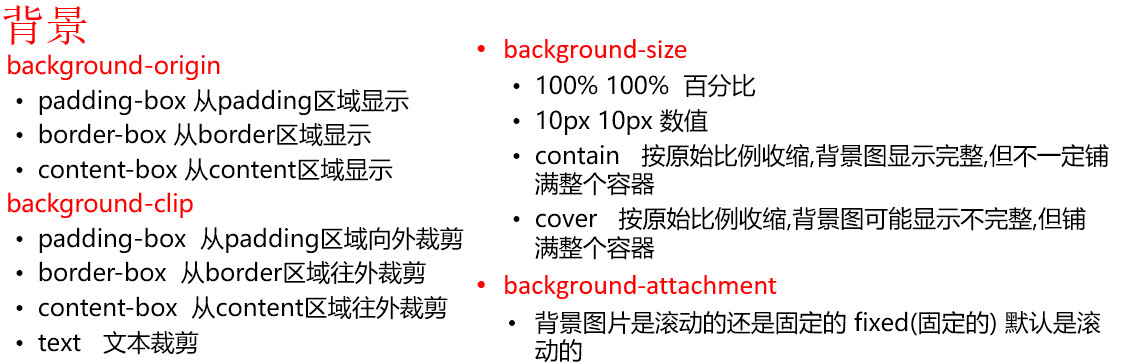 背景
background-origin
• padding-box 从padding区域显示
• border-box 从border区域显示
• content-box 从content区域显示
background-clip
• padding-box 从padding区域向外裁剪
• border-box 从border区域往外裁剪
• content-box 从content区域往外裁剪
• text 文本裁剪
• background-size
• 100% 100% 百分比
• 10px 10px 数值
• contain 按原始比例收缩,背景图显示完整,但不一定铺
满整个容器
• cover 按原始比例收缩,背景图可能显示不完整,但铺
满整个容器
• background-attachment
• 背景图片是滚动的还是固定的 fixed(固定的) 默认是滚
动的